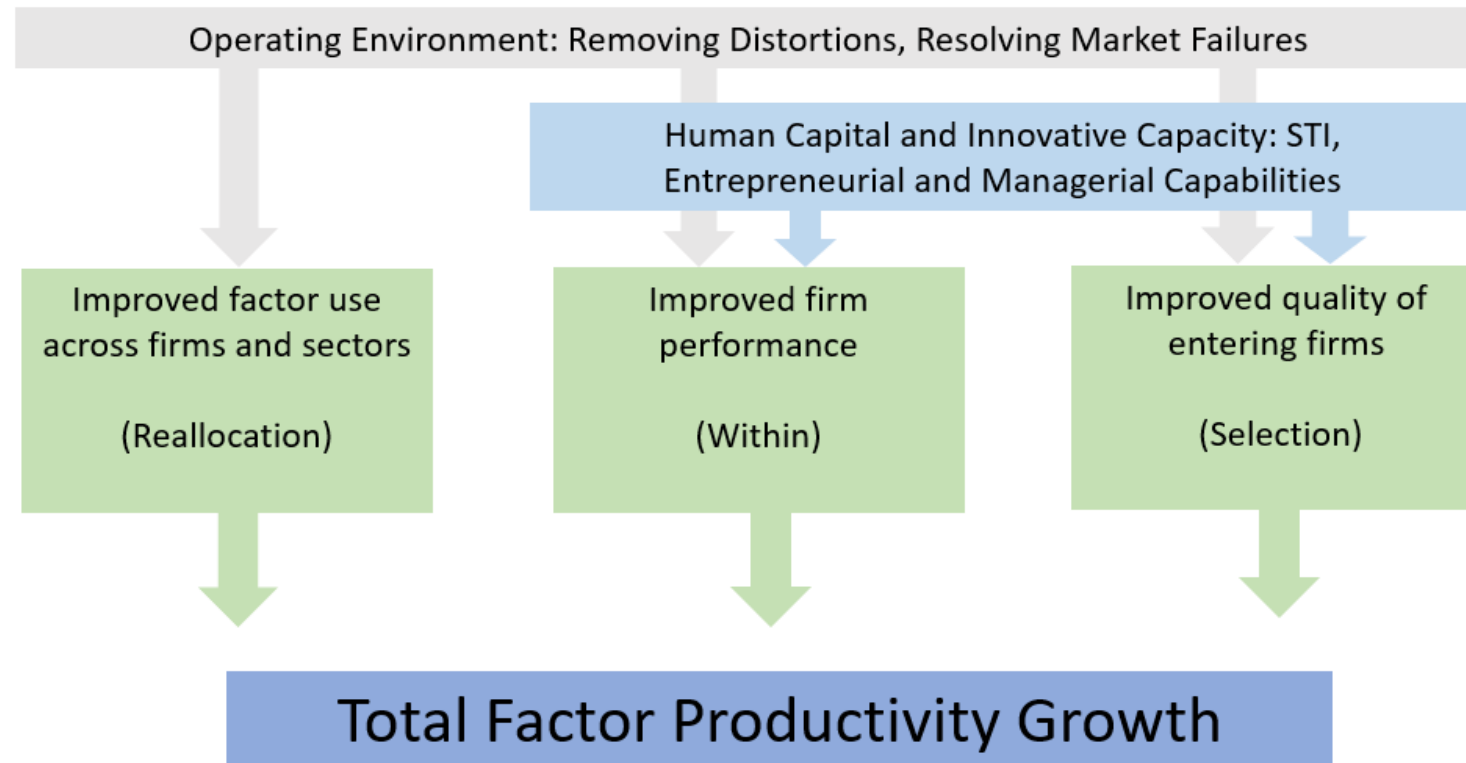 Operating Environment: Removing Distortions, Resolving Market Failures
Human Capital and Innovative Capacity: STI,
Entrepreneurial and Managerial Capabilities
Improved factor use
across firms and sectors
(Reallocation)
Improved firm
performance
(Within)
Improved quality of
entering firms
(Selection)
Total Factor Productivity Growth